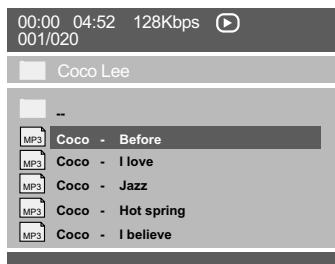 00:00 04:52 128Kbps
001/020
Coco Lee
--
MP3 Coco - Before
MP3 Coco - I love
MP3 Coco - Jazz
MP3 Coco - Hot spring
MP3 Coco - I believe